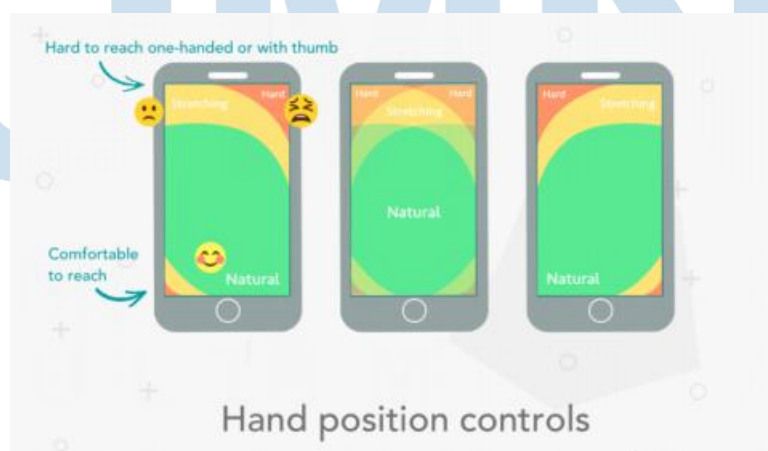 Hard to reach one-handed or with thumb
Stretching
Hard
Hard
Hard
Stretching
Hard
Stretching
Natural
Comfortable
to reach
Natural
Natural
Hand position controls